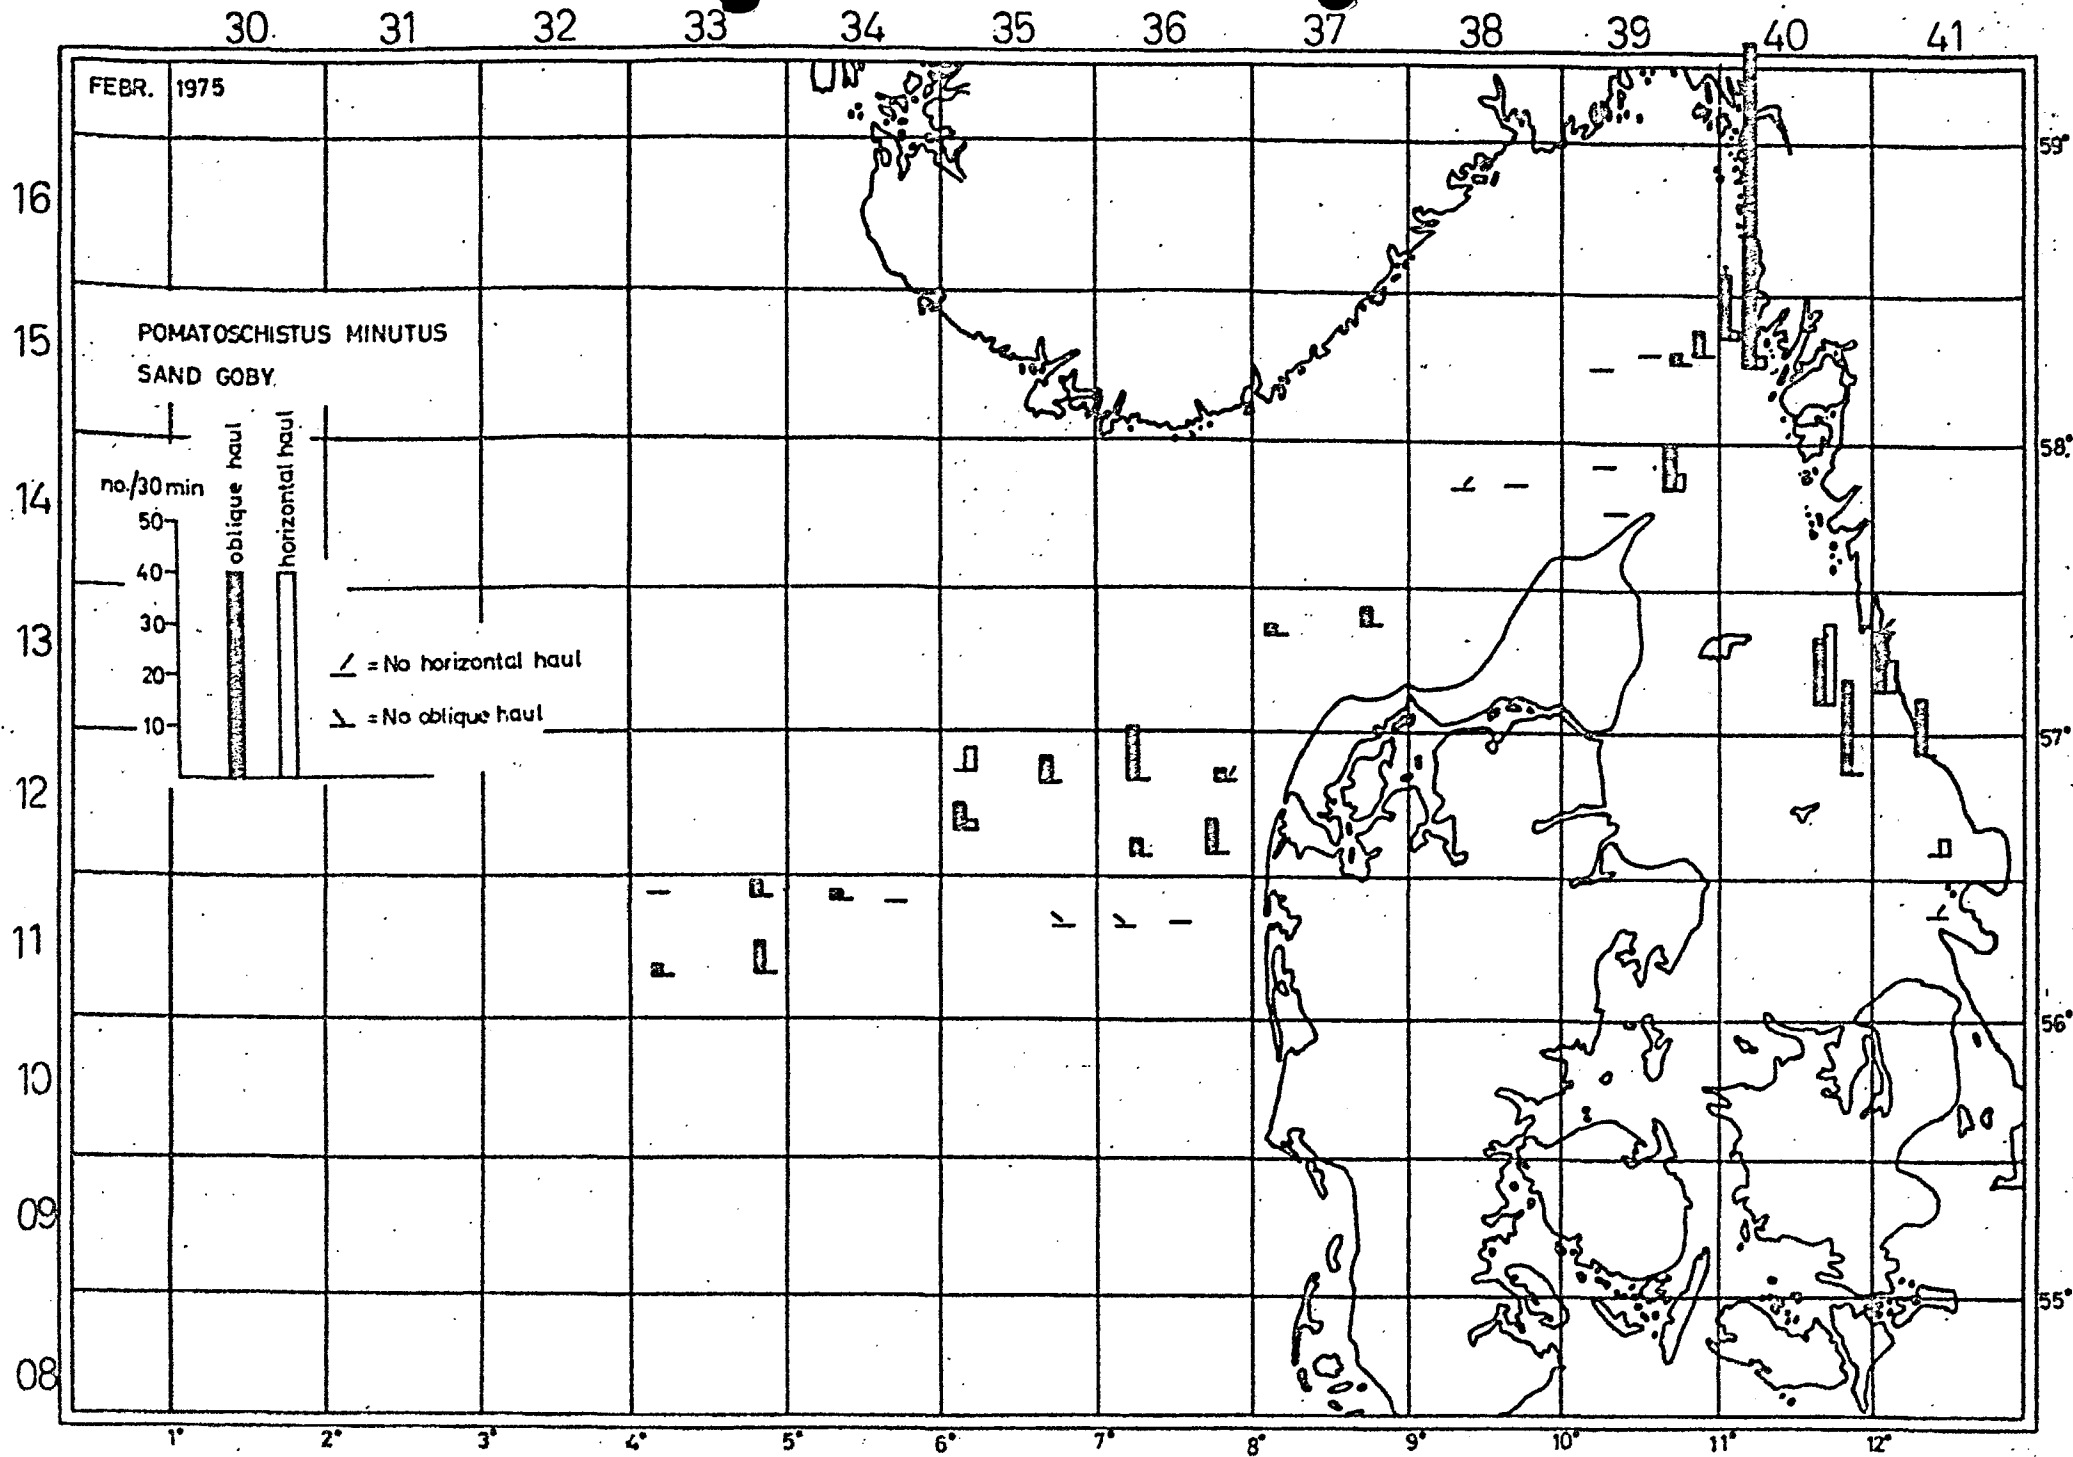 30 31 32 33 34 35 36 37 38 39 40 41
FEBR. 1975
59°
16
15
POMATOSCHISTUS MINUTUS
SAND GOBY
58°
14
no./30 min
oblique haul
horizontal haul
50
40
30
20
10
13
/ = No horizontal haul
\ = No oblique haul
57°
12
11
56°
10
09
55°
08
1° 2° 3° 4° 5° 6° 7° 8° 9° 10° 11° 12°